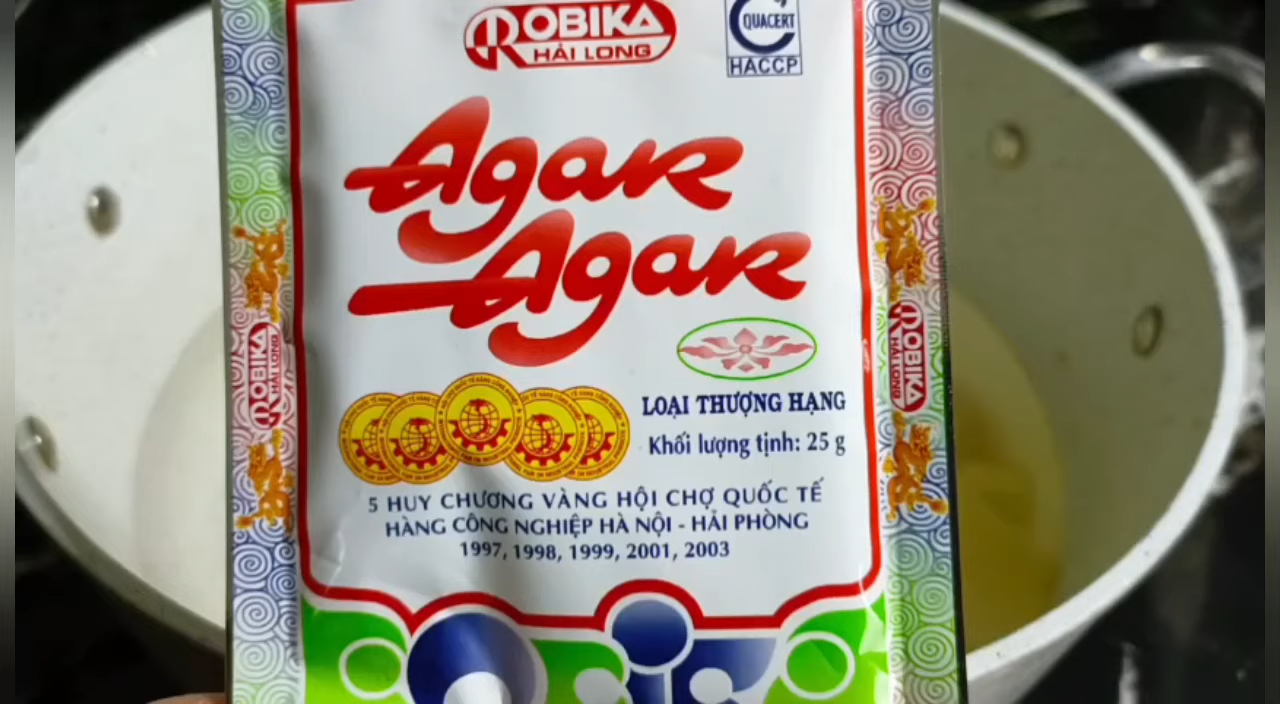 ROBIKA
HẢI LONG
QUACERT
HACCP
Agar
Agar
LOẠI THƯỢNG HẠNG
Khối lượng tịnh: 25 g
5 HUY CHƯƠNG VÀNG HỘI CHỢ QUỐC TẾ
HÀNG CÔNG NGHIỆP HÀ NỘI - HẢI PHÒNG
1997, 1998, 1999, 2001, 2003
ROBIKA
HẢI LONG
ROBIKA
HẢI LONG